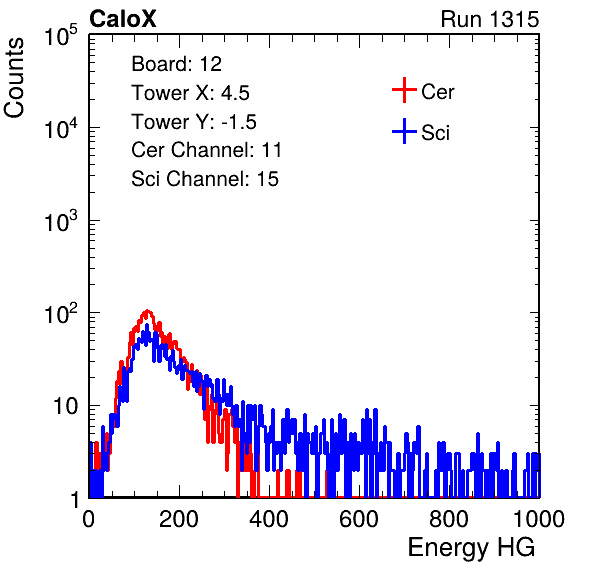 CaloX Run 1315
Counts
Board: 12
Tower X: 4.5
Tower Y: -1.5
Cer Channel: 11
Sci Channel: 15
Cer
Sci
10^5
10^4
10^3
10^2
10
1
0 200 400 600 800 1000
Energy HG